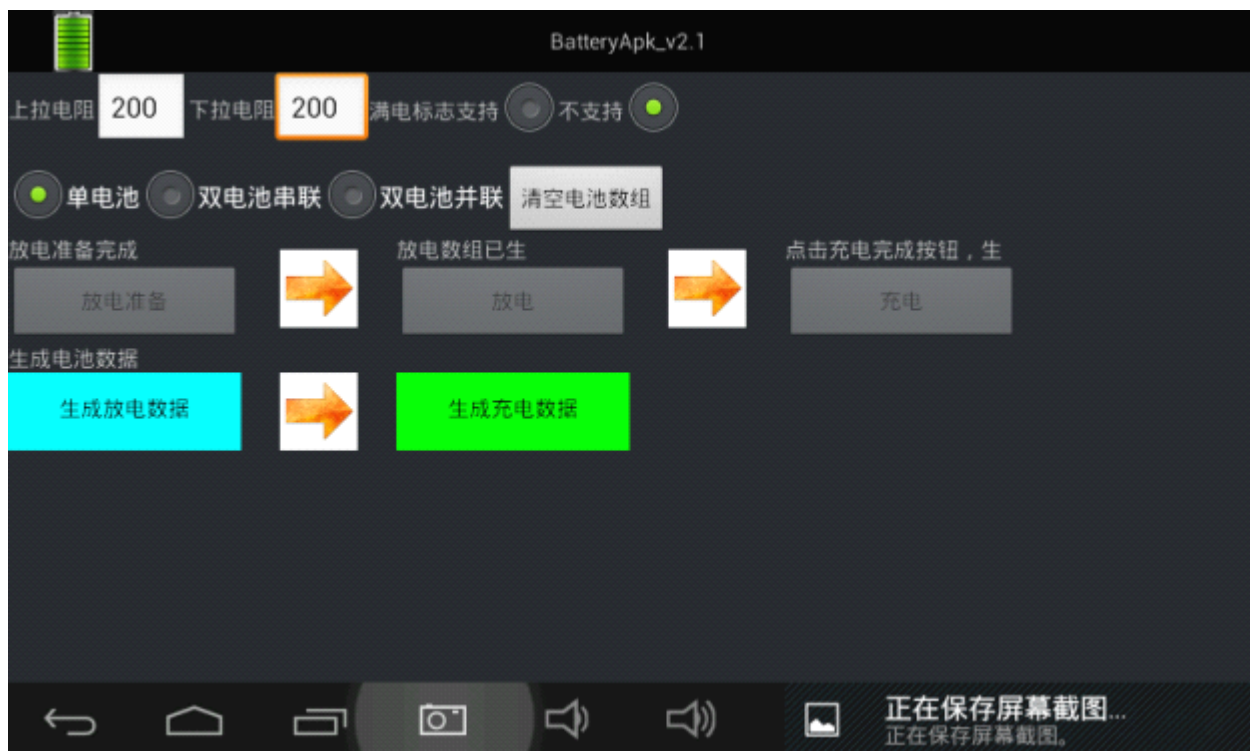 BatteryApk_v2.1
上拉电阻 200 下拉电阻 200 满电标志支持 不支持
单电池 双电池串联 双电池并联 清空电池数组
放电准备完成 放电数组已生 点击充电完成按钮，生
放电准备 放电 充电
生成电池数据
生成放电数据 生成充电数据
正在保存屏幕截图...
正在保存屏幕截图。